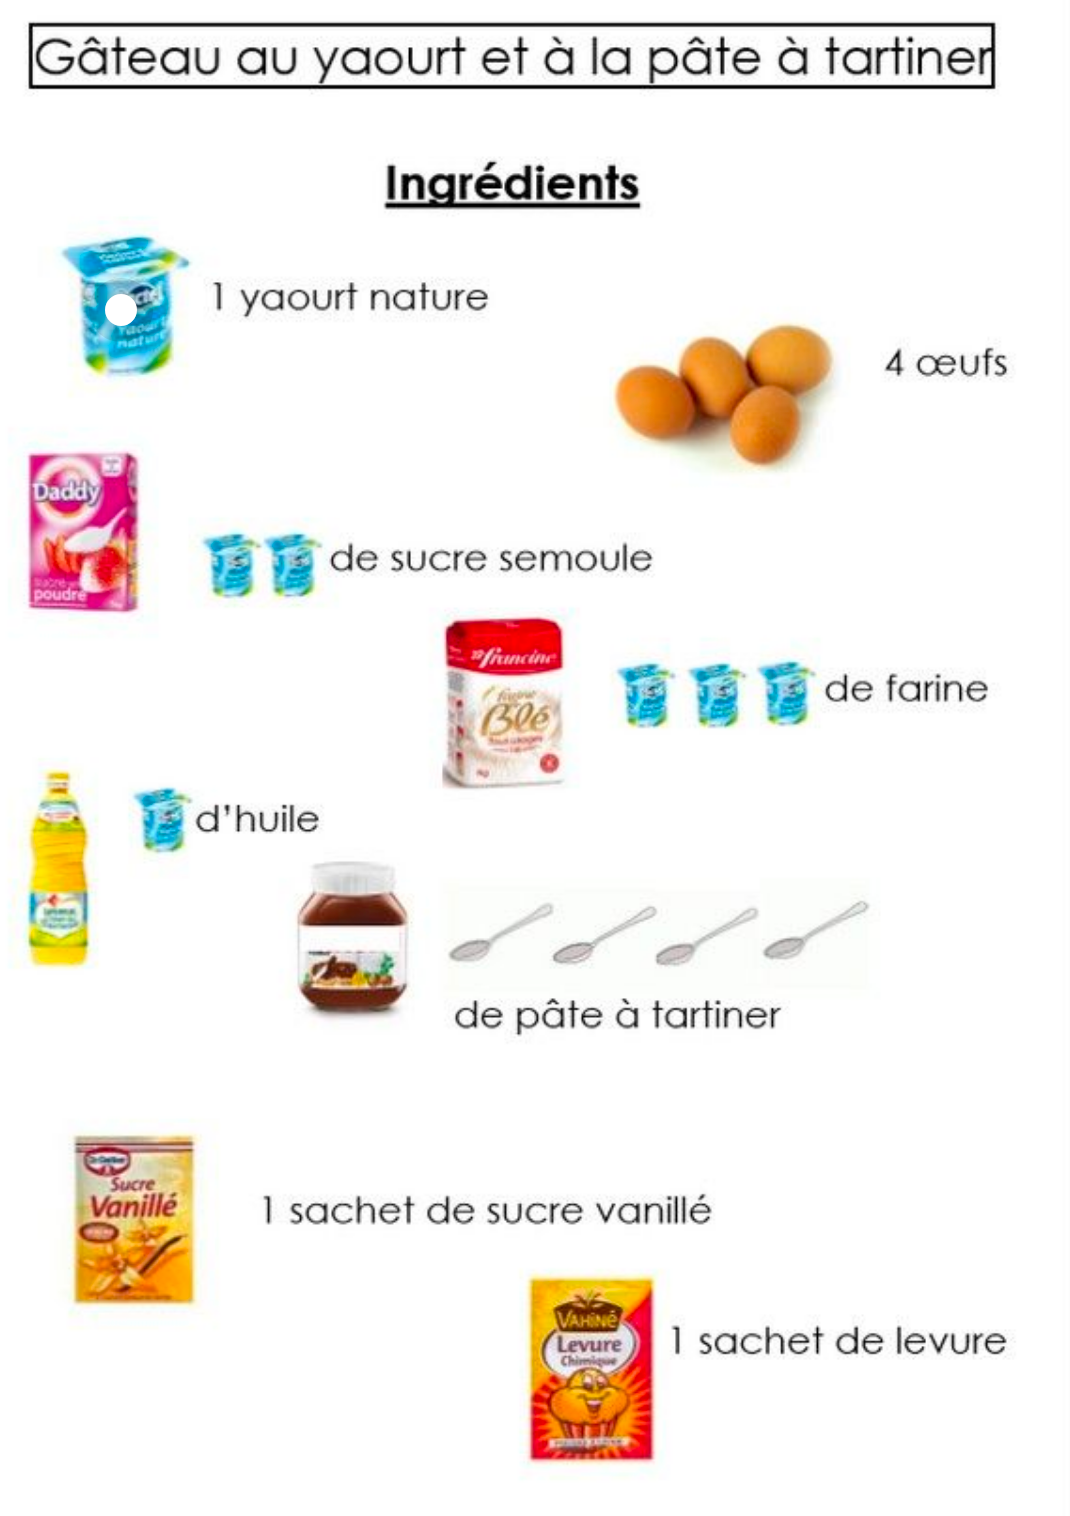 Gâteau au yaourt et à la pâte à tartiner
Ingrédients
Yaourt
nature
1 yaourt nature
4 œufs
Daddy
sucre en
poudre
de sucre semoule
francine
farine
Blé
de farine
d'huile
de pâte à tartiner
Sucre
Vanillé
1 sachet de sucre vanillé
VAHINÉ
Levure
Chimique
1 sachet de levure